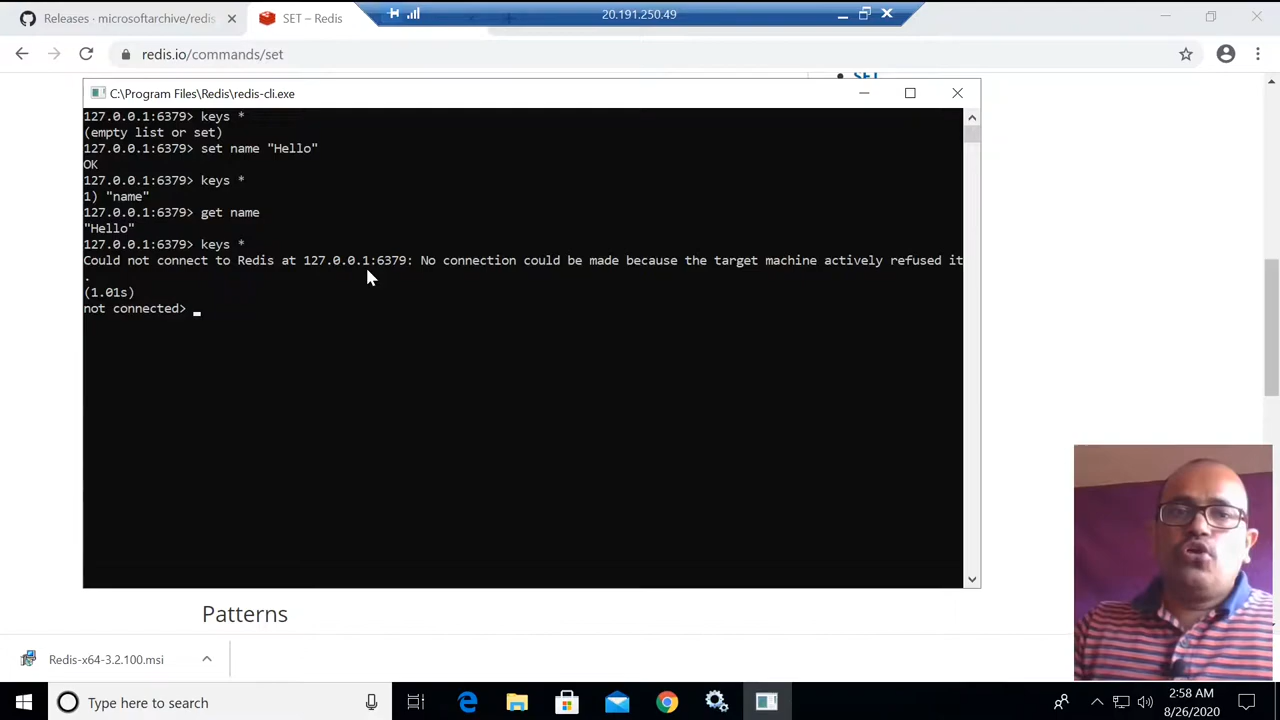 Releases · microsoftarchive/redis
SET – Redis
20.191.250.49
redis.io/commands/set
SET
C:\Program Files\Redis\redis-cli.exe
127.0.0.1:6379> keys *
(empty list or set)
127.0.0.1:6379> set name "Hello"
OK
127.0.0.1:6379> keys *
1) "name"
127.0.0.1:6379> get name
"Hello"
127.0.0.1:6379> keys *
Could not connect to Redis at 127.0.0.1:6379: No connection could be made because the target machine actively refused it
.
(1.01s)
not connected>
Patterns
Redis-x64-3.2.100.msi
Type here to search
2:58 AM
8/26/2020